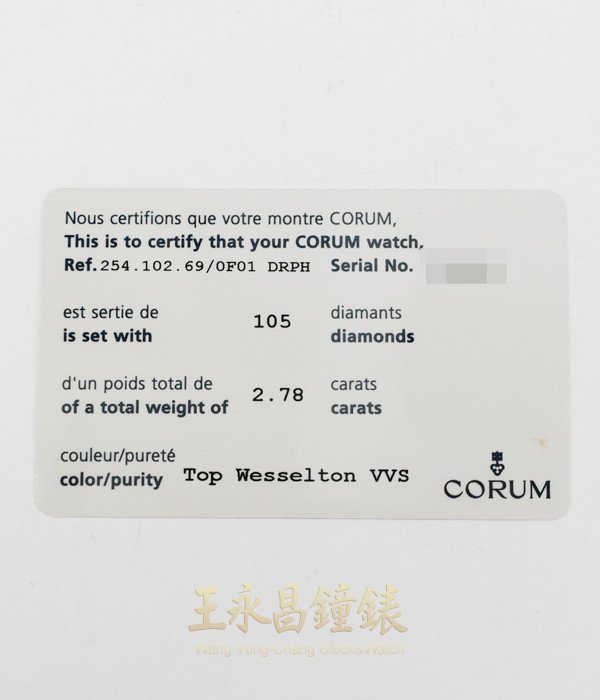 Nous certifions que votre montre CORUM,
This is to certify that your CORUM watch,
Ref. 254.102.69/0F01 DRPH Serial No.
est sertie de
is set with
105
diamants
diamonds
d'un poids total de
of a total weight of
2.78
carats
carats
couleur/pureté
color/purity
Top Wesselton VVS
CORUM
王永昌鐘錶
Wang Yung-Chang Clock&Watch